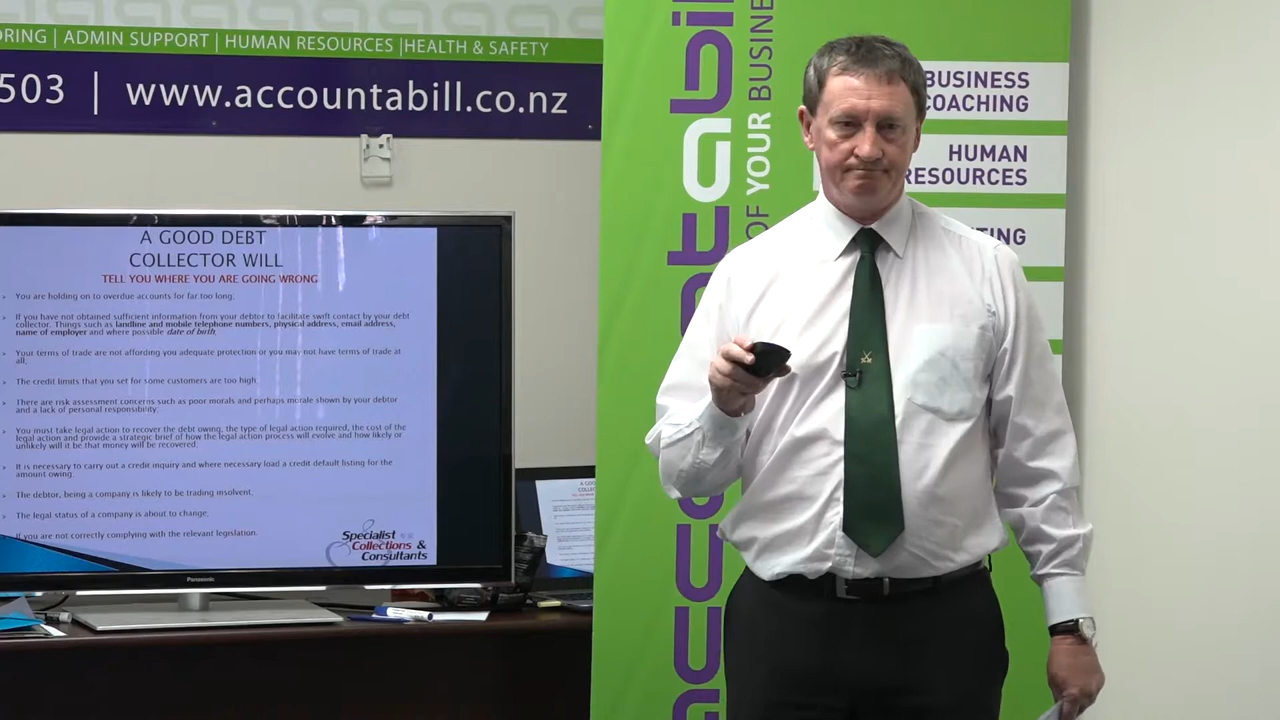 ORING | ADMIN SUPPORT | HUMAN RESOURCES |HEALTH & SAFETY
503 | www.accountabill.co.nz
A GOOD DEBT
COLLECTOR WILL
TELL YOU WHERE YOU ARE GOING WRONG
You are holding on to overdue accounts for far too long.
If you have not obtained sufficient information from your debtor to facilitate swift contact by your debt
collector. Things such as landline and mobile telephone numbers, physical address, email address,
name of employer and where possible date of birth.
Your terms of trade are not affording you adequate protection or you may not have terms of trade at
all.
The credit limits that you set for some customers are too high.
There are risk assessment concerns such as poor morals and perhaps morale shown by your debtor
and a lack of personal responsibility.
You must take legal action to recover the debt owing, the type of legal action required, the cost of the
legal action and provide a strategic brief of how the legal action process will evolve and how likely or
unlikely will it be that money will be recovered.
It is necessary to carry out a credit inquiry and where necessary load a credit default listing for the
amount owing.
The debtor, being a company is likely to be trading insolvent.
The legal status of a company is about to change.
If you are not correctly complying with the relevant legislation.
Specialist
Collections &
Consultants
Panasonic
A GOO
COLLEC
OF YOUR BUSINE
BUSINESS
COACHING
HUMAN
RESOURCES